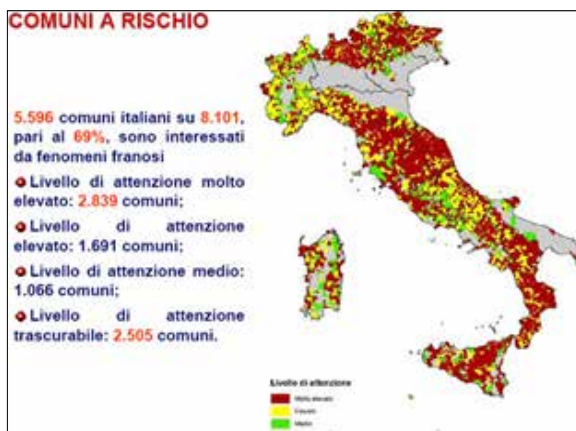 COMUNI A RISCHIO
5.596 comuni italiani su 8.101,
pari al 69%, sono interessati
da fenomeni franosi
Livello di attenzione molto
elevato: 2.839 comuni;
Livello di attenzione
elevato: 1.691 comuni;
Livello di attenzione medio:
1.066 comuni;
Livello di attenzione
trascurabile: 2.505 comuni.
Livello di attenzione
Molto elevato
Elevato
Medio